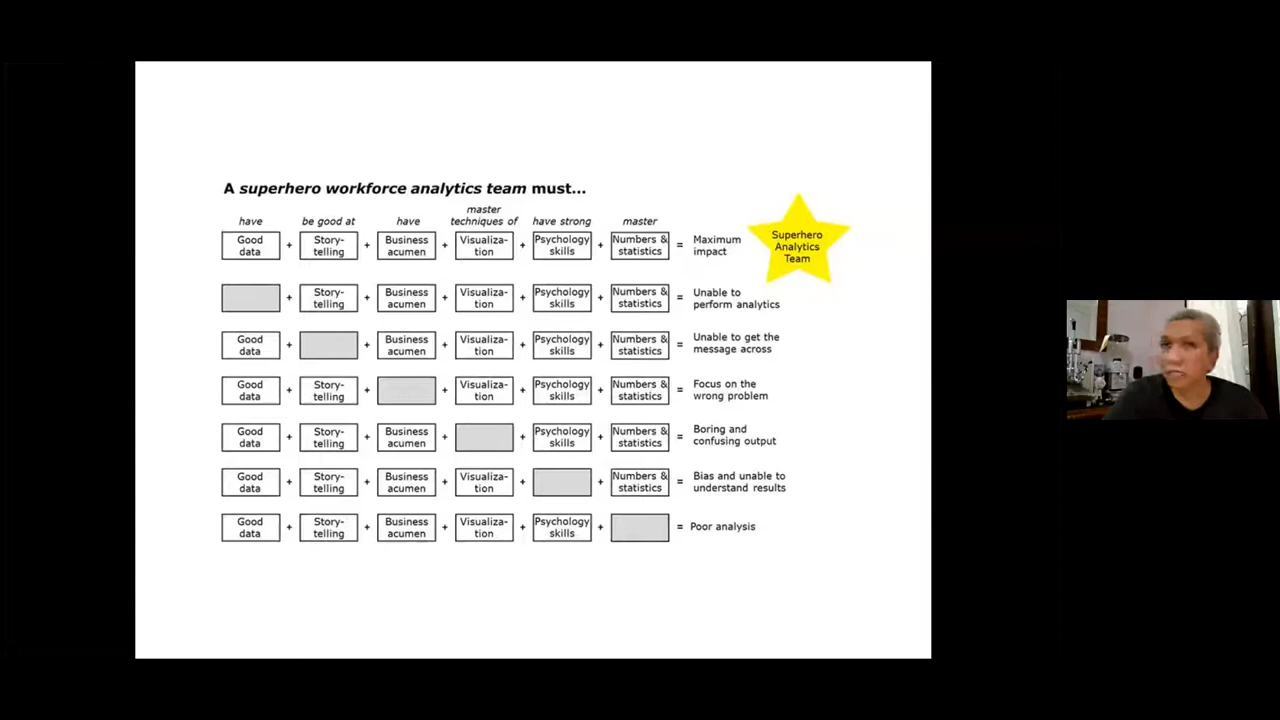 A superhero workforce analytics team must...
master
have be good at have techniques of have strong master
Good Story- Business Visualiza- Psychology Numbers & Maximum
data + telling + acumen + tion + skills + statistics = impact
Superhero
Analytics
Team
Story- Business Visualiza- Psychology Numbers & Unable to
+ telling + acumen + tion + skills + statistics = perform analytics
Good Business Visualiza- Psychology Numbers & Unable to get the
data + + acumen + tion + skills + statistics = message across
Good Story- Visualiza- Psychology Numbers & Focus on the
data + telling + + tion + skills + statistics = wrong problem
Good Story- Business Psychology Numbers & Boring and
data + telling + acumen + + skills + statistics = confusing output
Good Story- Business Visualiza- Numbers & Bias and unable to
data + telling + acumen + tion + + statistics = understand results
Good Story- Business Visualiza- Psychology
data + telling + acumen + tion + skills + = Poor analysis